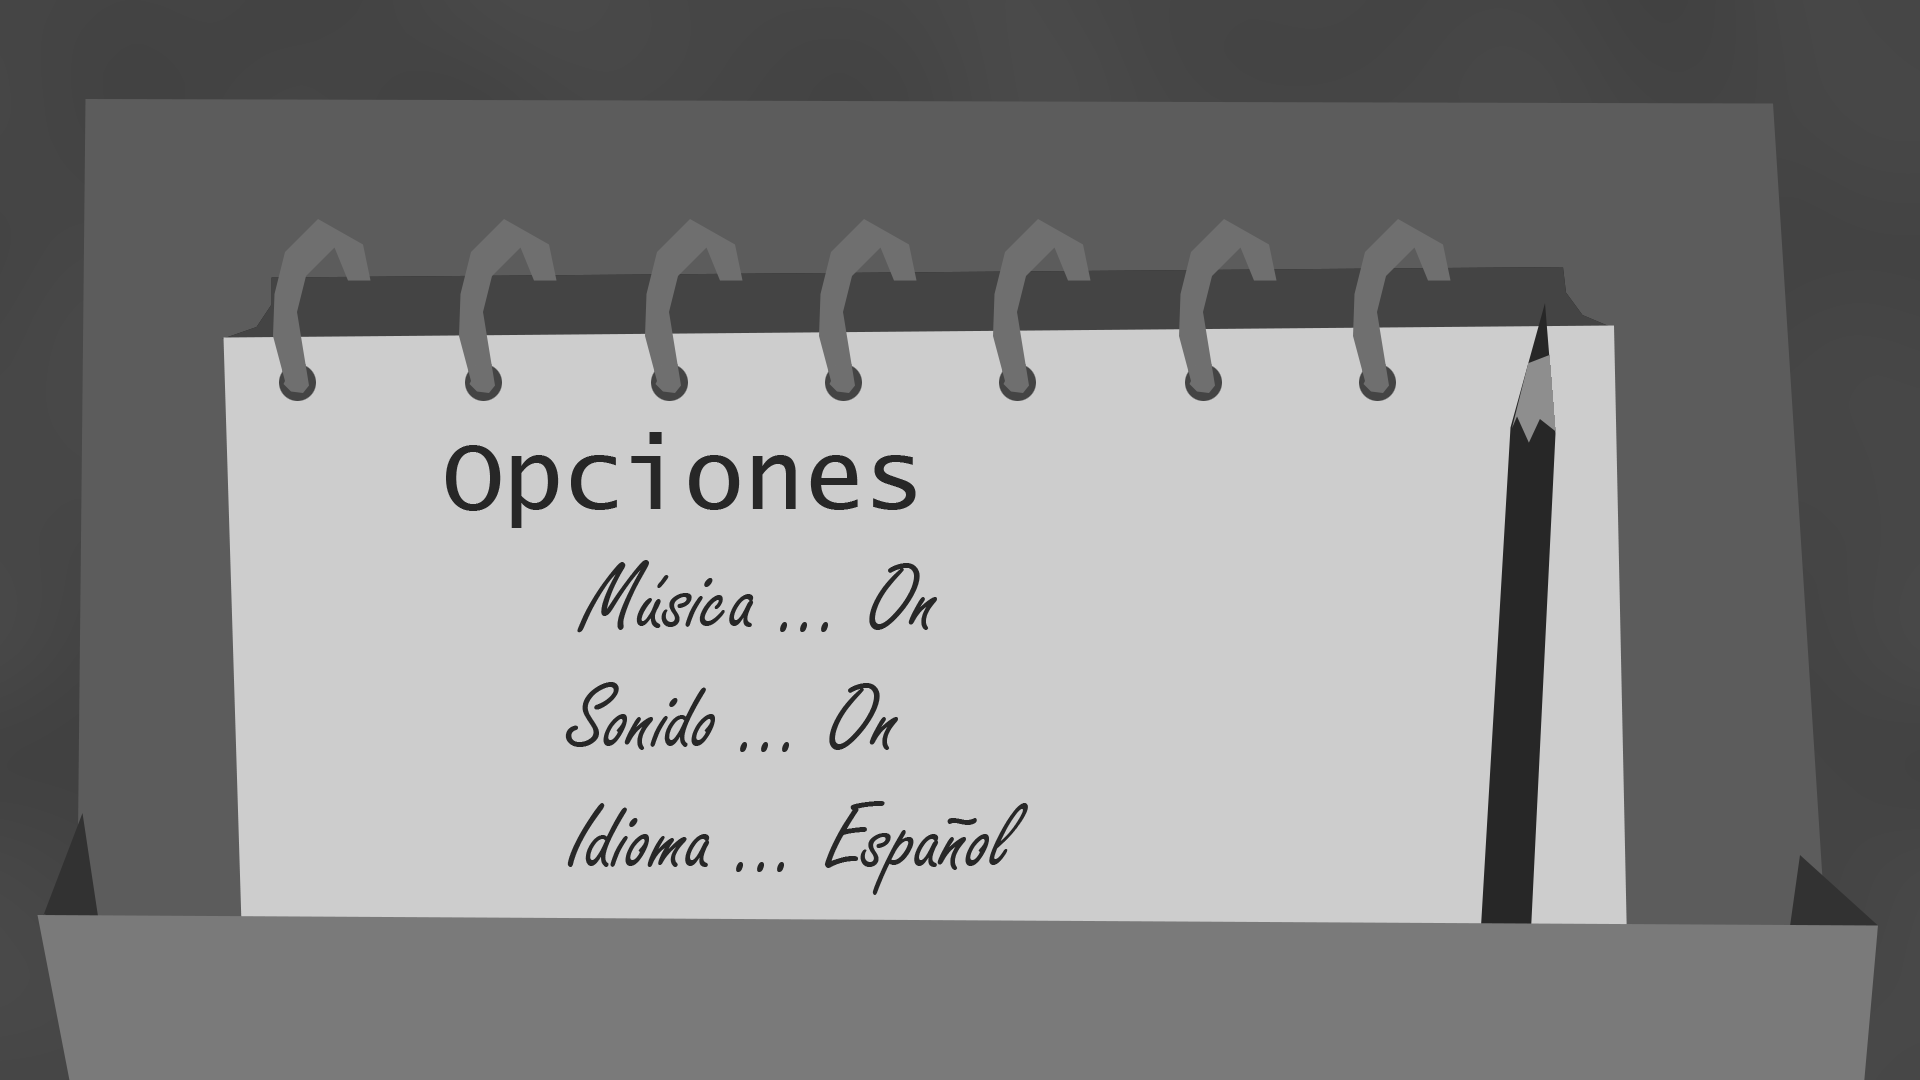 Opciones
Música ... On
Sonido ... On
Idioma ... Español